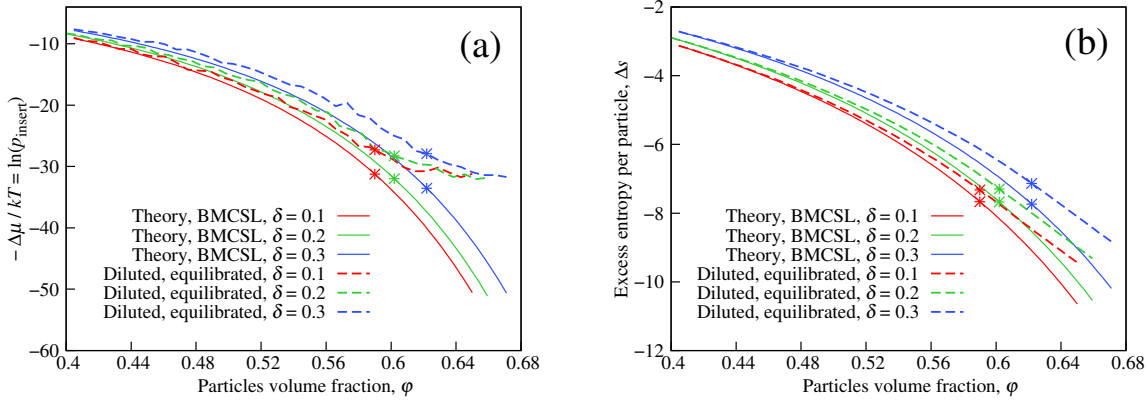 (a)
− Δμ / kT = ln(p_insert)
−10
−20
−30
−40
−50
−60
Theory, BMCSL, δ = 0.1
Theory, BMCSL, δ = 0.2
Theory, BMCSL, δ = 0.3
Diluted, equilibrated, δ = 0.1
Diluted, equilibrated, δ = 0.2
Diluted, equilibrated, δ = 0.3
0.4 0.44 0.48 0.52 0.56 0.6 0.64 0.68
Particles volume fraction, φ
(b)
Excess entropy per particle, Δs
−2
−4
−6
−8
−10
−12
Theory, BMCSL, δ = 0.1
Theory, BMCSL, δ = 0.2
Theory, BMCSL, δ = 0.3
Diluted, equilibrated, δ = 0.1
Diluted, equilibrated, δ = 0.2
Diluted, equilibrated, δ = 0.3
0.4 0.44 0.48 0.52 0.56 0.6 0.64 0.68
Particles volume fraction, φ